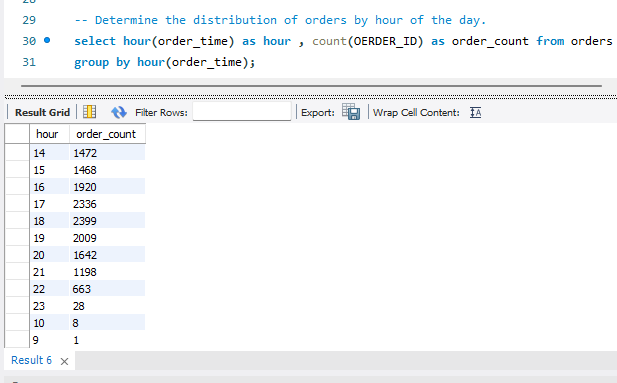 29 -- Determine the distribution of orders by hour of the day.
30 select hour(order_time) as hour , count(OERDER_ID) as order_count from orders
31 group by hour(order_time);
Result Grid Filter Rows: Export: Wrap Cell Content: IA
hour order_count
14 1472
15 1468
16 1920
17 2336
18 2399
19 2009
20 1642
21 1198
22 663
23 28
10 8
9 1
Result 6 ×